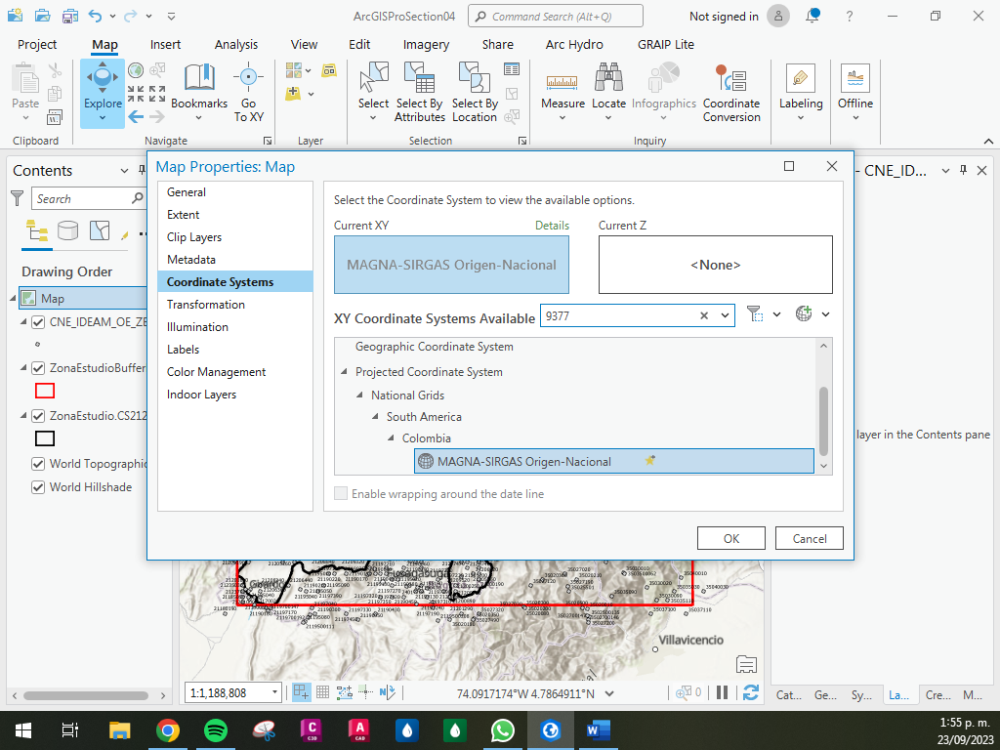 ArcGISProSection04
Command Search (Alt+Q)
Not signed in
?
Project
Map
Insert
Analysis
View
Edit
Imagery
Share
Arc Hydro
GRAIP Lite
Paste
Explore
Bookmarks
Go
To XY
Select
Select By
Attributes
Select By
Location
Measure
Locate
Infographics
Coordinate
Conversion
Labeling
Offline
Clipboard
Navigate
Layer
Selection
Inquiry
Contents
Search
Drawing Order
Map
CNE_IDEAM_OE_ZE
ZonaEstudioBuffer
ZonaEstudio.CS212
World Topographic
World Hillshade
Map Properties: Map
General
Extent
Clip Layers
Metadata
Coordinate Systems
Transformation
Illumination
Labels
Color Management
Indoor Layers
Select the Coordinate System to view the available options.
Current XY
Details
Current Z
MAGNA-SIRGAS Origen-Nacional
<None>
XY Coordinate Systems Available
9377
Geographic Coordinate System
Projected Coordinate System
National Grids
South America
Colombia
MAGNA-SIRGAS Origen-Nacional
Enable wrapping around the date line
OK
Cancel
- CNE_ID...
layer in the Contents pane
Villavicencio
1:1,188,808
74.0917174°W 4.7864911°N
0
Cat...
Ge...
Sy...
La...
Cre...
M...
1:55 p. m.
23/09/2023